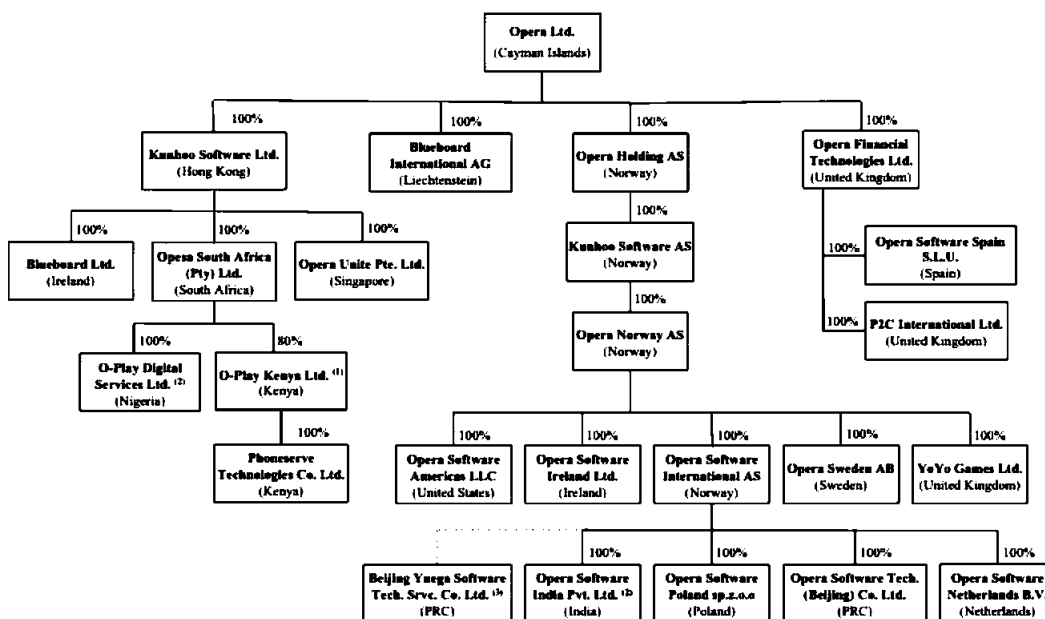 Opera Ltd.
(Cayman Islands)
100%
100%
100%
100%
Kunhoo Software Ltd.
(Hong Kong)
Blueboard
International AG
(Liechtenstein)
Opera Holding AS
(Norway)
Opera Financial
Technologies Ltd.
(United Kingdom)
100%
100%
100%
100%
Blueboard Ltd.
(Ireland)
Opesa South Africa
(Pty) Ltd.
(South Africa)
Opera Unite Pte. Ltd.
(Singapore)
Kunhoo Software AS
(Norway)
100%
Opera Software Spain
S.L.U.
(Spain)
100%
100%
80%
Opera Norway AS
(Norway)
100%
P2C International Ltd.
(United Kingdom)
O-Play Digital
Services Ltd. (2)
(Nigeria)
O-Play Kenya Ltd. (1)
(Kenya)
100%
Phoneserve
Technologies Co. Ltd.
(Kenya)
100%
100%
100%
100%
100%
Opera Software
Americas LLC
(United States)
Opera Software
Ireland Ltd.
(Ireland)
Opera Software
International AS
(Norway)
Opera Sweden AB
(Sweden)
YoYo Games Ltd.
(United Kingdom)
100%
100%
100%
100%
Beijing Yuega Software
Tech. Srvc. Co. Ltd. (3)
(PRC)
Opera Software
India Pvt. Ltd. (2)
(India)
Opera Software
Poland sp.z.o.o
(Poland)
Opera Software Tech.
(Beijing) Co. Ltd.
(PRC)
Opera Software
Netherlands B.V.
(Netherlands)